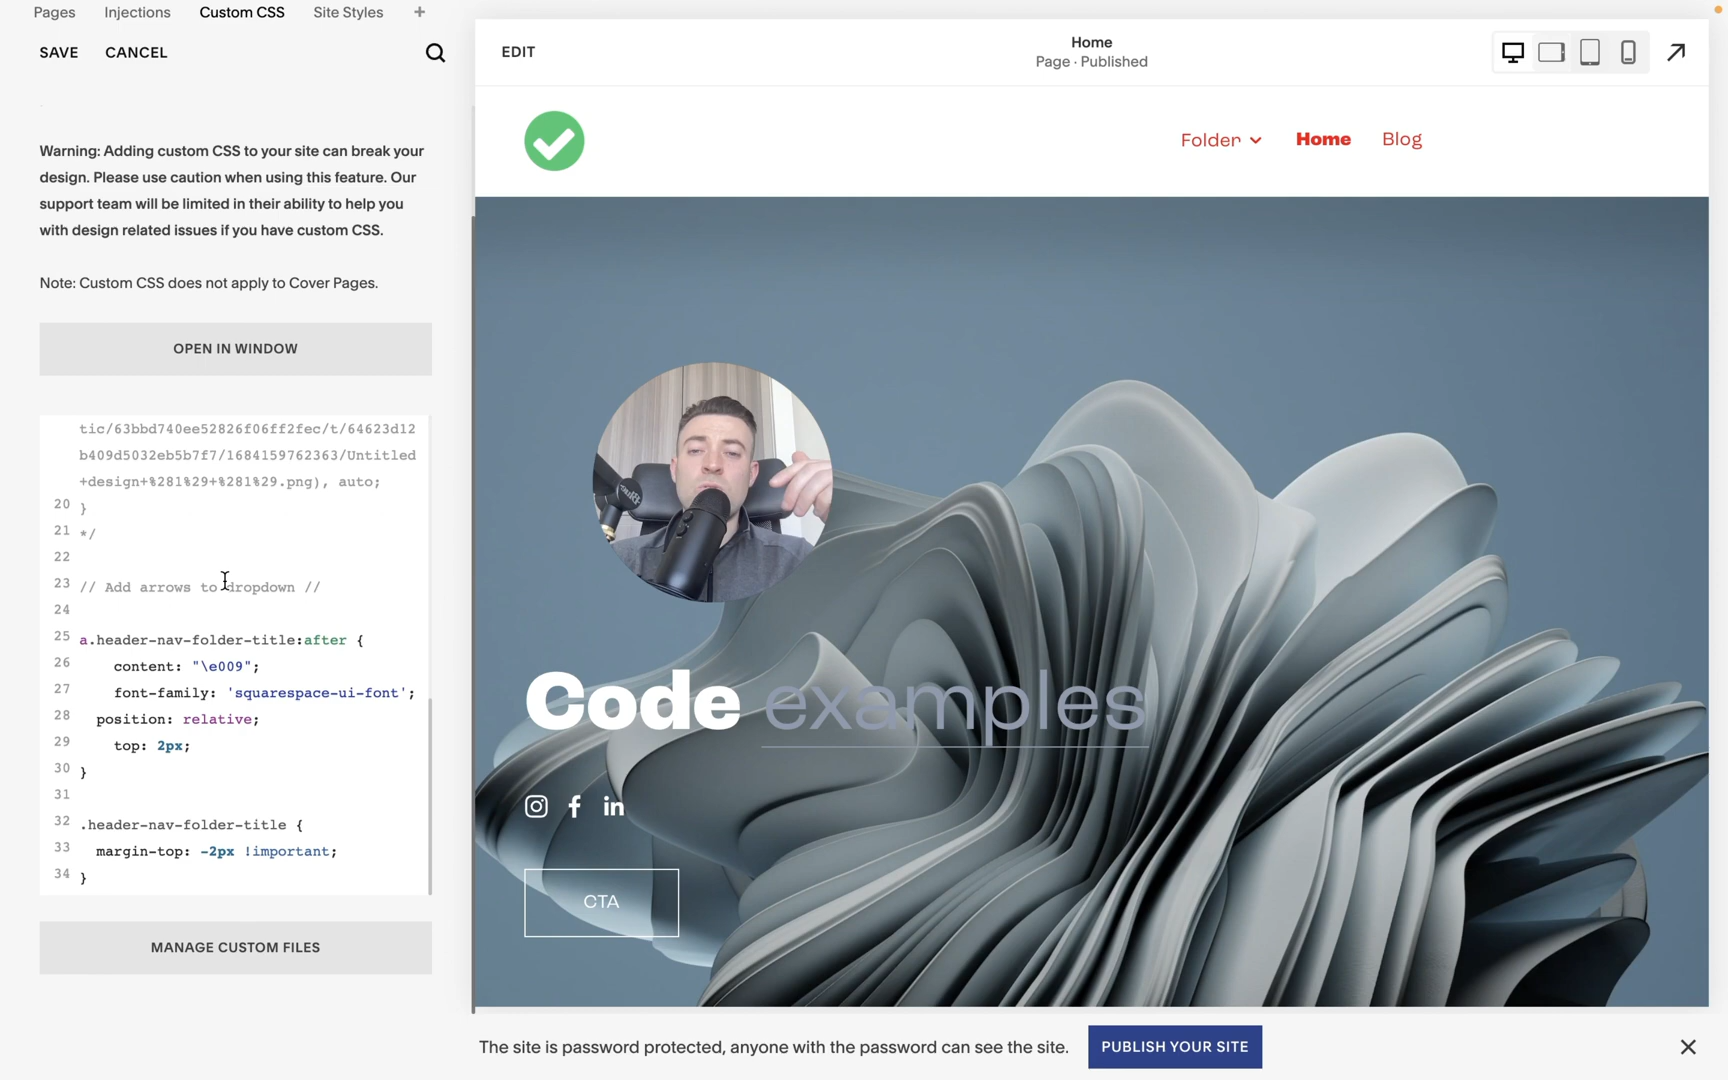 Pages Injections Custom CSS Site Styles +
SAVE CANCEL
Warning: Adding custom CSS to your site can break your
design. Please use caution when using this feature. Our
support team will be limited in their ability to help you
with design related issues if you have custom CSS.
Note: Custom CSS does not apply to Cover Pages.
OPEN IN WINDOW
tic/63bbd740ee52826f06ff2fec/t/64623d12
b409d5032eb5b7f7/1684159762363/Untitled
+design+%281%29+%281%29.png), auto;
20 }
21 */
22
23 // Add arrows to dropdown //
24
25 a.header-nav-folder-title:after {
26 content: "\e009";
27 font-family: 'squarespace-ui-font';
28 position: relative;
29 top: 2px;
30 }
31
32 .header-nav-folder-title {
33 margin-top: -2px !important;
34 }
MANAGE CUSTOM FILES
EDIT
Home
Page · Published
Folder Home Blog
Code examples
CTA
The site is password protected, anyone with the password can see the site. PUBLISH YOUR SITE